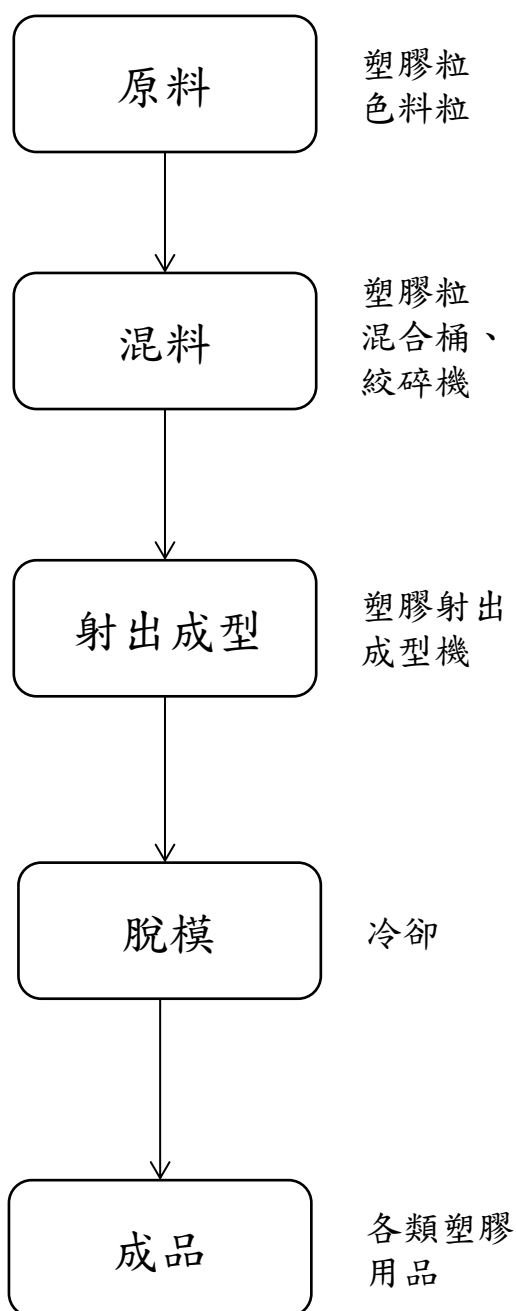 原料
塑膠粒
色料粒
混料
塑膠粒
混合桶、
絞碎機
射出成型
塑膠射出
成型機
脫模
冷卻
成品
各類塑膠
用品